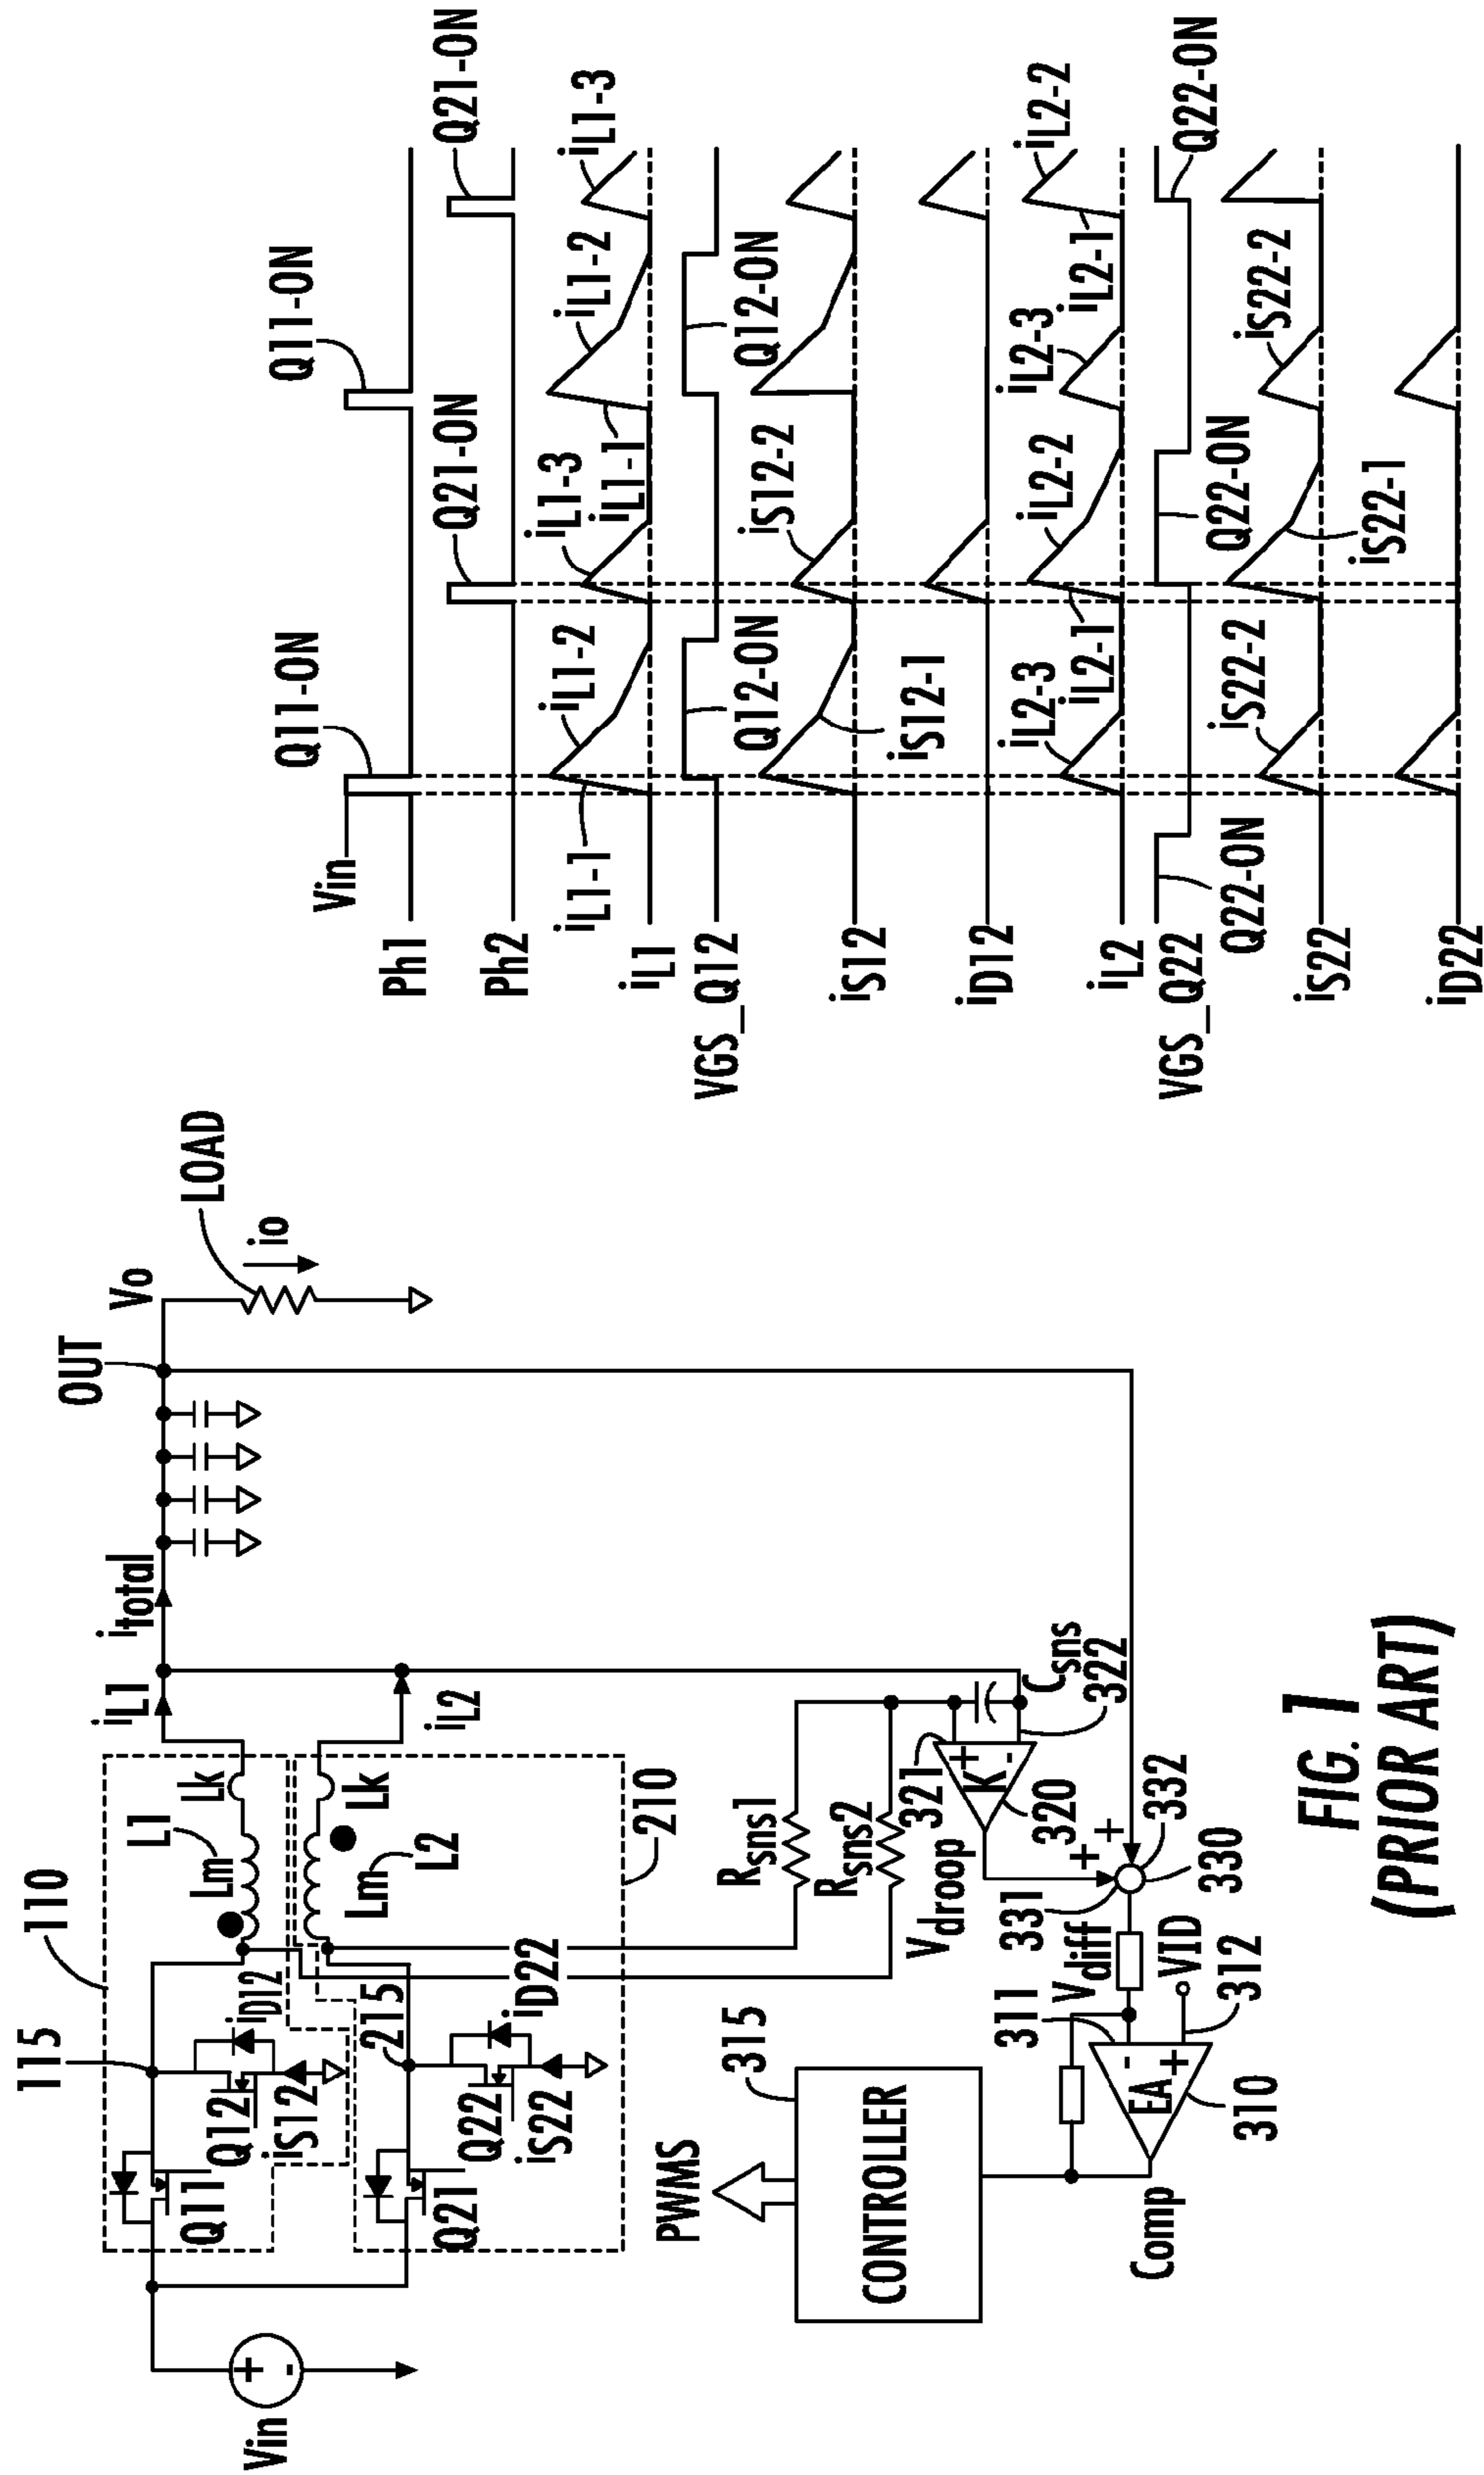 110
115
L1
Lk
Lm
iL1
itotal
OUT
Vo
LOAD
io
Vin
+
-
Q11
Q12
iS12
iD12
Lm
L2
Lk
iL2
Q21
Q22
iS22
215
iD22
210
PWMS
315
CONTROLLER
Rsns1
Rsns2
321
+
K
-
Csns
322
320
Vdroop
+
+
331
332
330
Vdiff
311
VID
312
-
EA
+
310
Comp
Vin
Q11-ON
Q11-ON
Ph1
Q21-ON
Q21-ON
Ph2
iL1-1
iL1-2
iL1-3
iL1-1
iL1-2
iL1-3
iL1
VGS_Q12
Q12-ON
Q12-ON
iS12-2
iS12
iS12-1
iD12
iL2-3
iL2-1
iL2-2
iL2-3
iL2-1
iL2-2
iL2
VGS_Q22
Q22-ON
Q22-ON
Q22-ON
iS22-2
iS22-2
iS22
iS22-1
iD22
FIG. 1
(PRIOR ART)